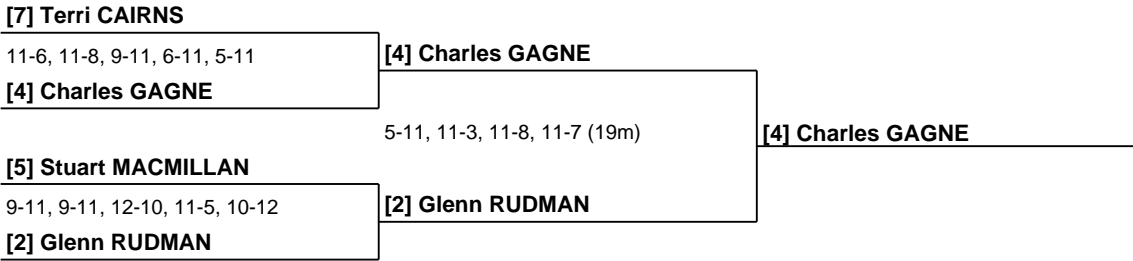 [7] Terri CAIRNS
11-6, 11-8, 9-11, 6-11, 5-11
[4] Charles GAGNE
[4] Charles GAGNE
5-11, 11-3, 11-8, 11-7 (19m)
[4] Charles GAGNE
[5] Stuart MACMILLAN
9-11, 9-11, 12-10, 11-5, 10-12
[2] Glenn RUDMAN
[2] Glenn RUDMAN